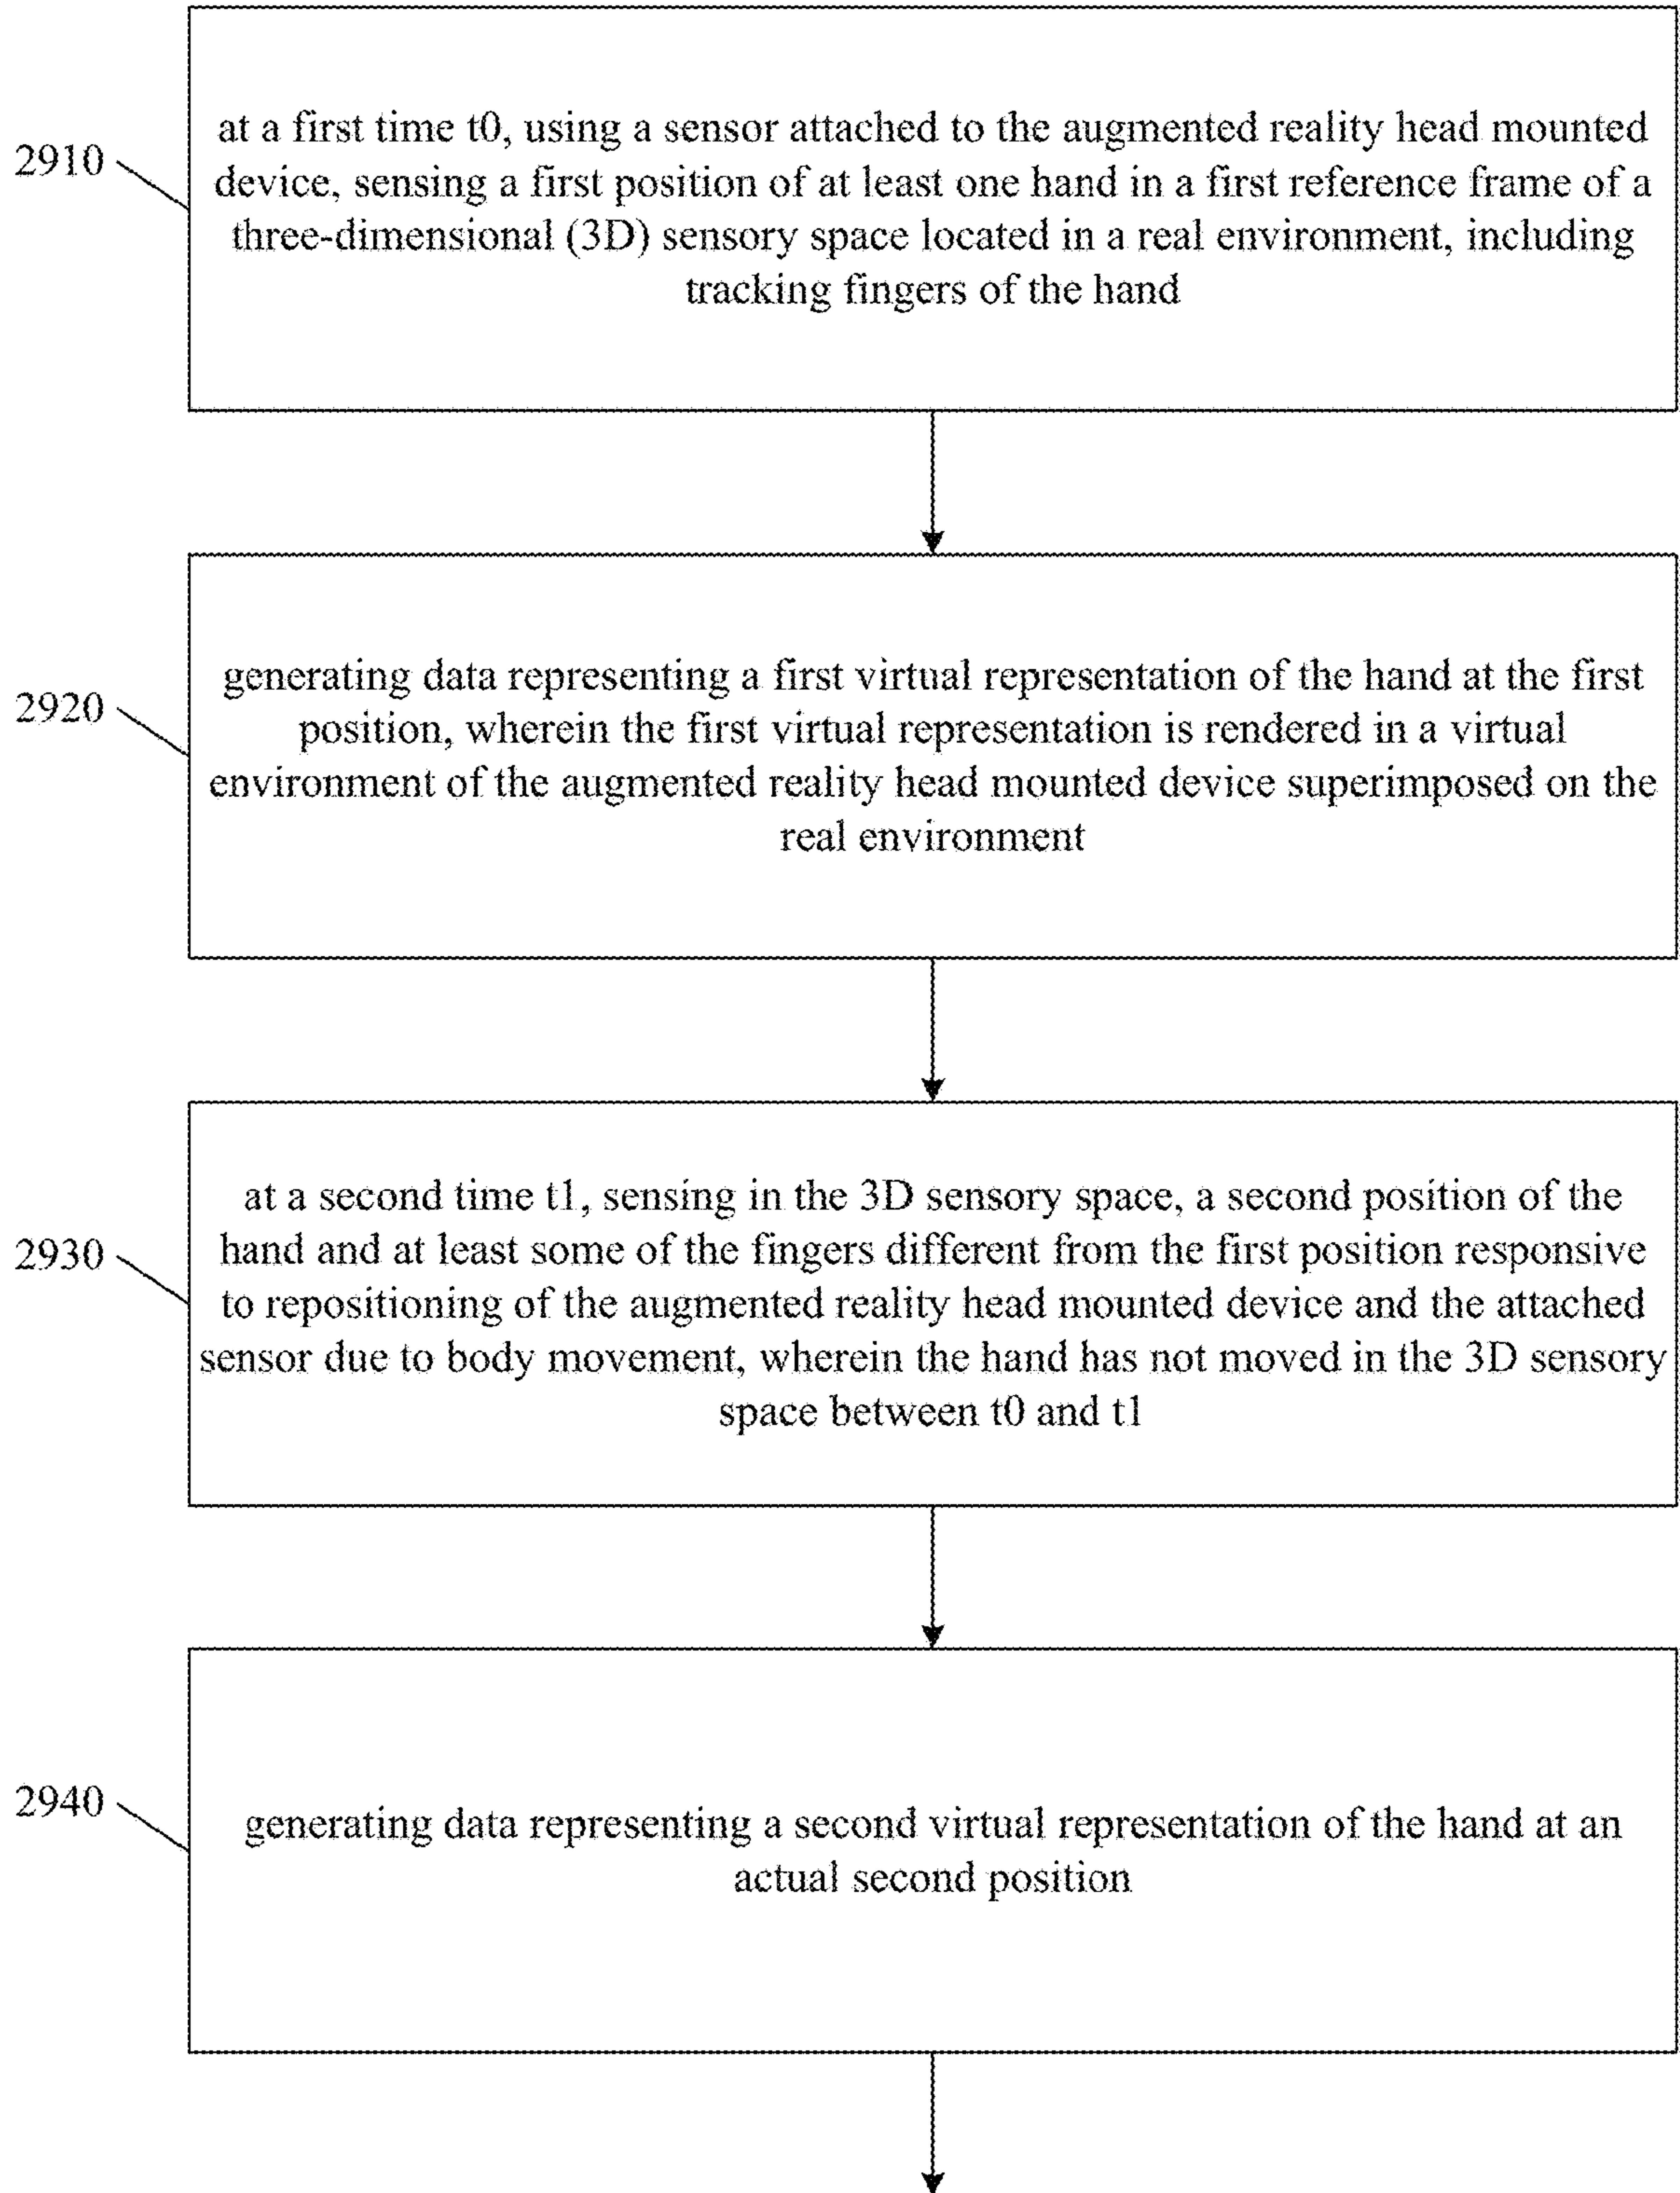 2910
at a first time t0, using a sensor attached to the augmented reality head mounted
device, sensing a first position of at least one hand in a first reference frame of a
three-dimensional (3D) sensory space located in a real environment, including
tracking fingers of the hand
2920
generating data representing a first virtual representation of the hand at the first
position, wherein the first virtual representation is rendered in a virtual
environment of the augmented reality head mounted device superimposed on the
real environment
2930
at a second time t1, sensing in the 3D sensory space, a second position of the
hand and at least some of the fingers different from the first position responsive
to repositioning of the augmented reality head mounted device and the attached
sensor due to body movement, wherein the hand has not moved in the 3D sensory
space between t0 and t1
2940
generating data representing a second virtual representation of the hand at an
actual second position